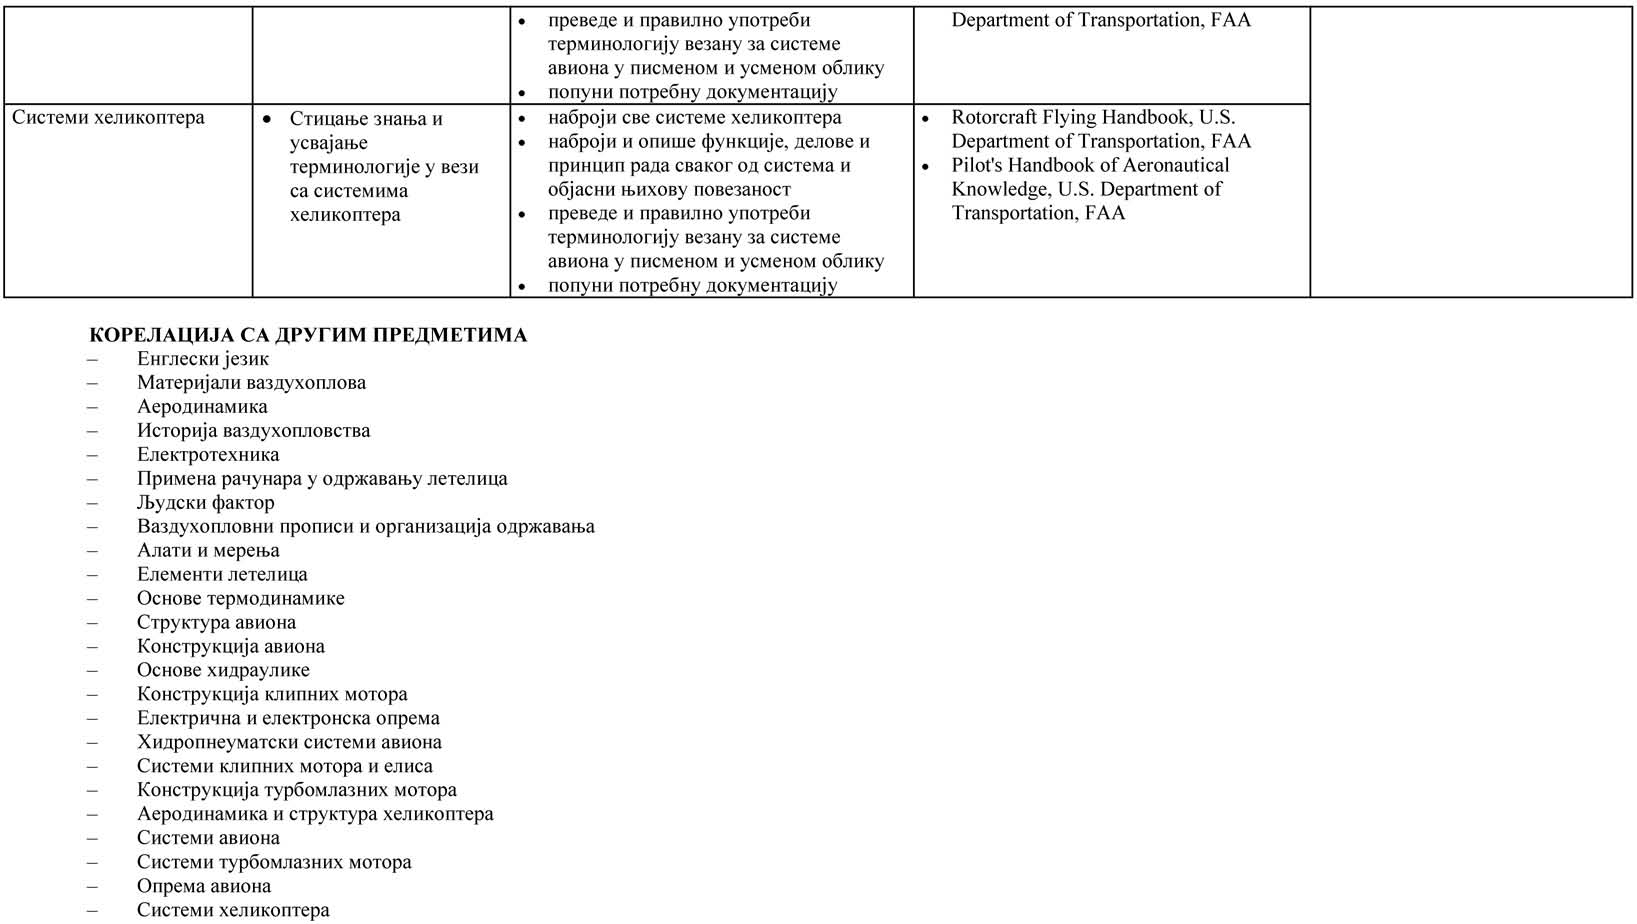 • преведе и правилно употреби
терминологију везану за системе
авиона у писменом и усменом облику
• попуни потребну документацију
Department of Transportation, FAA
Системи хеликоптера
• Стицање знања и
усвајање
терминологије у вези
са системима
хеликоптера
• наброји све системе хеликоптера
• наброји и опише функције, делове и
принцип рада сваког од система и
објасни њихову повезаност
• преведе и правилно употреби
терминологију везану за системе
авиона у писменом и усменом облику
• попуни потребну документацију
• Rotorcraft Flying Handbook, U.S.
Department of Transportation, FAA
• Pilot's Handbook of Aeronautical
Knowledge, U.S. Department of
Transportation, FAA
КОРЕЛАЦИЈА СА ДРУГИМ ПРЕДМЕТИМА
– Енглески језик
– Материјали ваздухоплова
– Аеродинамика
– Историја ваздухопловства
– Електротехника
– Примена рачунара у одржавању летелица
– Људски фактор
– Ваздухопловни прописи и организација одржавања
– Алати и мерења
– Елементи летелица
– Основе термодинамике
– Структура авиона
– Конструкција авиона
– Основе хидраулике
– Конструкција клипних мотора
– Електрична и електронска опрема
– Хидропнеуматски системи авиона
– Системи клипних мотора и елиса
– Конструкција турбомлазних мотора
– Аеродинамика и структура хеликоптера
– Системи авиона
– Системи турбомлазних мотора
– Опрема авиона
– Системи хеликоптера